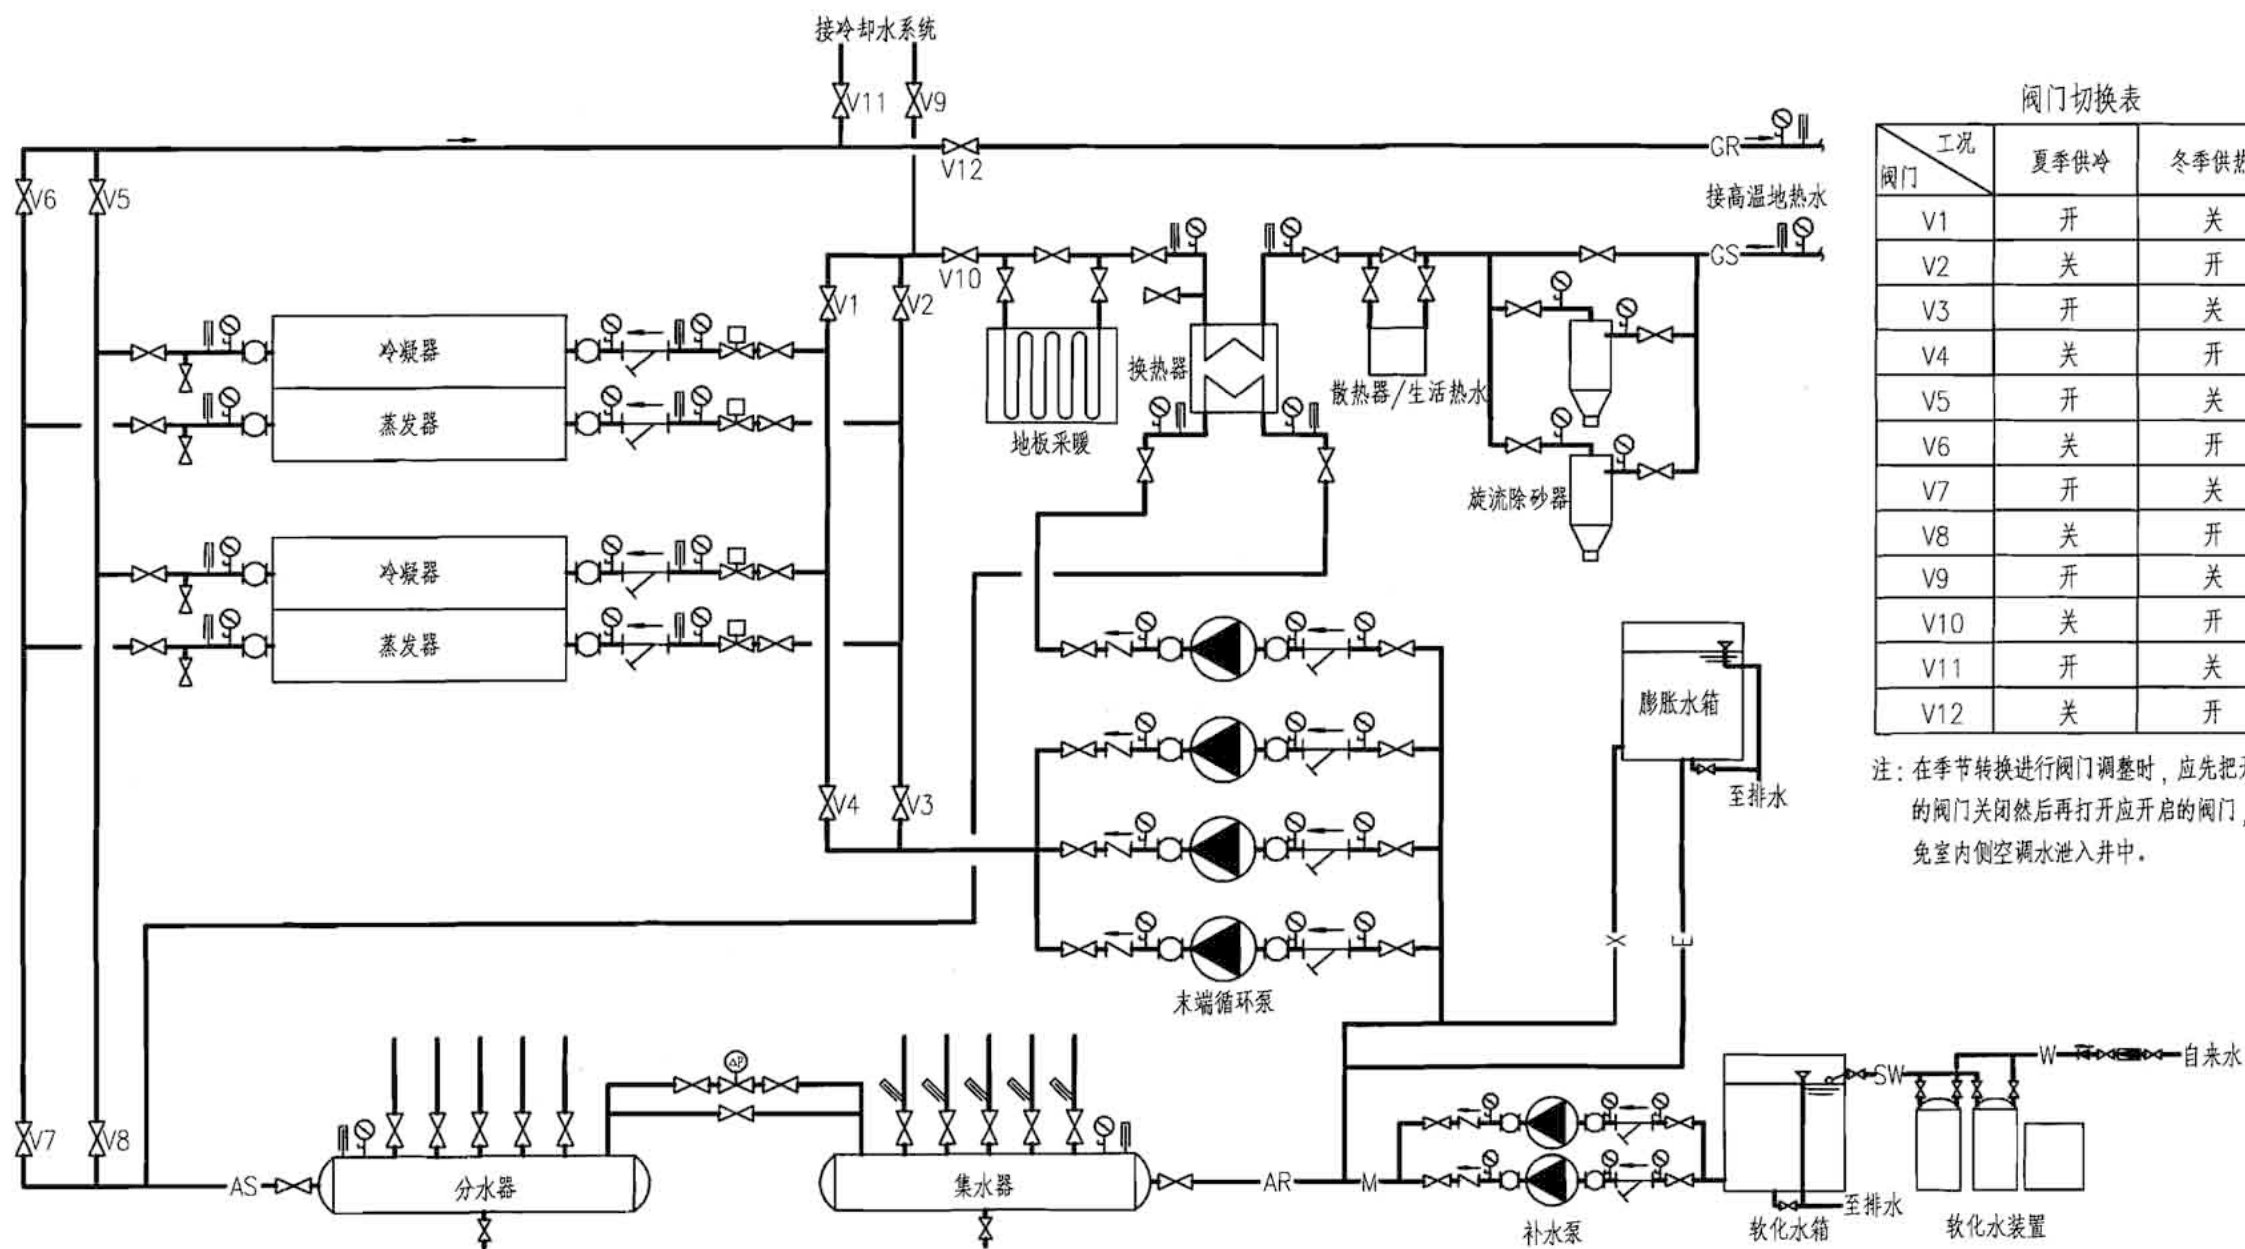 接冷却水系统
V11
V9
V12
GR
V6
V5
接高温地热水
V10
GS
V1
V2
冷凝器
蒸发器
地板采暖
换热器
散热器/生活热水
旋流除砂器
冷凝器
蒸发器
V4
V3
末端循环泵
膨胀水箱
至排水
X
E
V7
V8
AS
ΔP
分水器
集水器
AR
M
补水泵
软化水箱
至排水
SW
W
自来水
软化水装置
阀门切换表
工况
阀门
夏季供冷 冬季供热
V1 开 关
V2 关 开
V3 开 关
V4 关 开
V5 开 关
V6 关 开
V7 开 关
V8 关 开
V9 开 关
V10 关 开
V11 开 关
V12 关 开
注：在季节转换进行阀门调整时，应先把
的阀门关闭然后再打开应开启的阀门，
免室内侧空调水泄入井中。